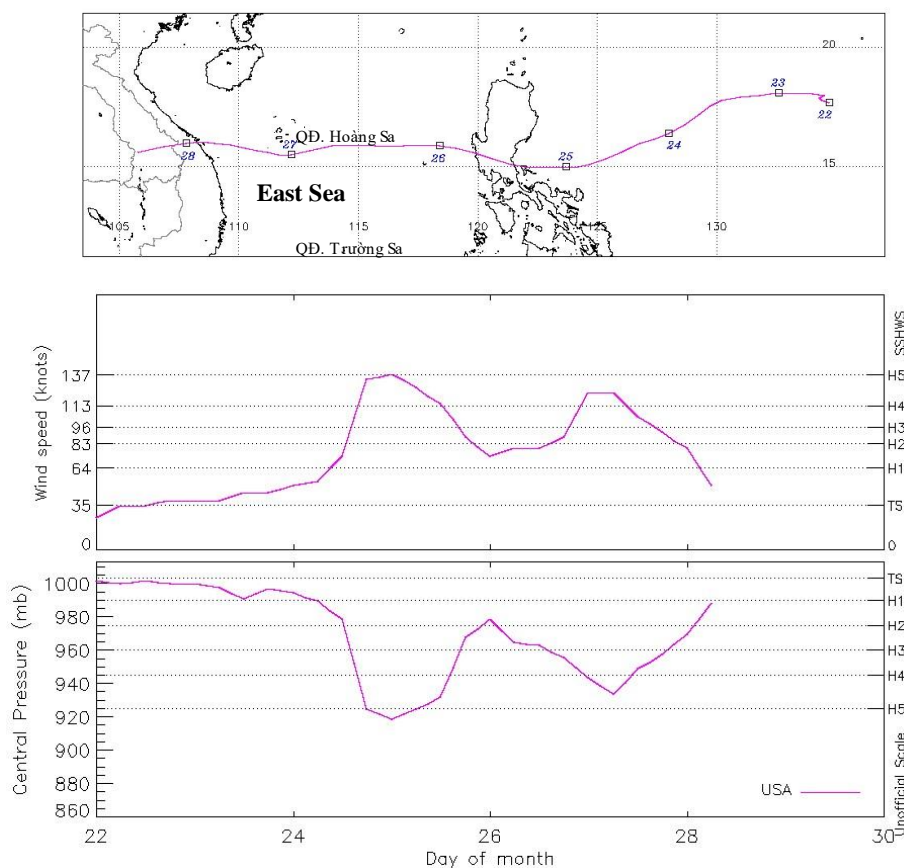 20
23
22
QĐ. Hoàng Sa
27
24
28
26
25
15
East Sea
105
110
115
120
125
130
QĐ. Trường Sa
SSHWS
Wind speed (knots)
137
H5
113
H4
96
H3
83
H2
64
H1
35
TS
0
0
Central Pressure (mb)
1000
TS
H1
980
H2
960
H3
940
H4
920
H5
900
880
860
USA
Unofficial Scale
22
24
26
28
30
Day of month